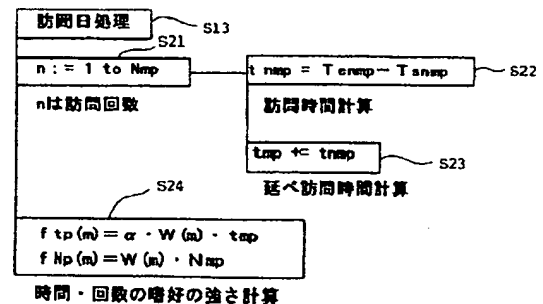 訪問日処理
S13
S21
n := 1 to Nmp
nは訪問回数
t nmp = Tenmp－Tsnmp
S22
訪問時間計算
tmp += tnmp
S23
延べ訪問時間計算
S24
f tp(m)=α・W(m)・tmp
f Np(m)=W(m)・Nmp
時間・回数の嗜好の強さ計算